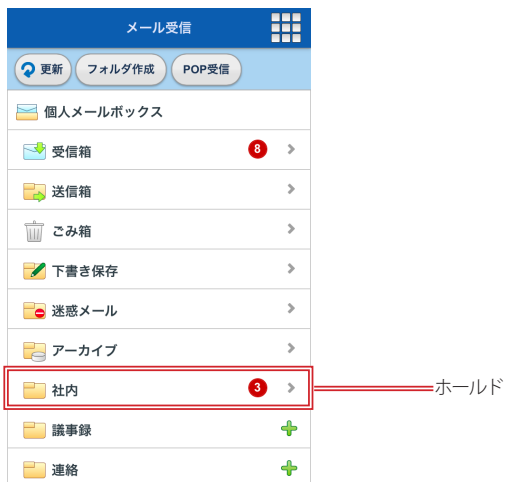 メール受信
更新 フォルダ作成 POP受信
個人メールボックス
受信箱 8
送信箱
ごみ箱
下書き保存
迷惑メール
アーカイブ
社内 3 ホールド
議事録
連絡